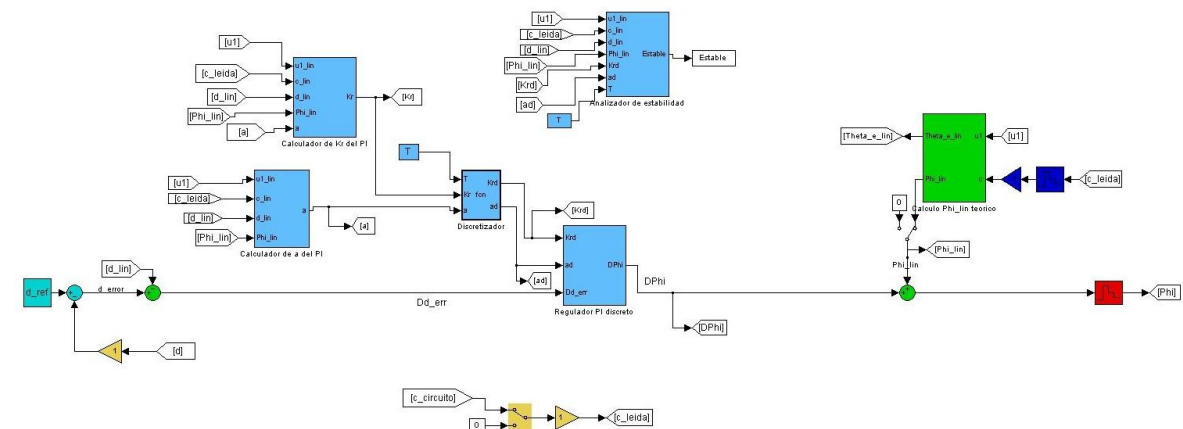 [u1]
[c_leida]
[d_lin]
[Phi_lin]
[a]
u1_lin
c_lin
d_lin
Phi_lin
a
Kr
Calculador de Kr del PI
[Kr]
[u1]
[c_leida]
[d_lin]
[Phi_lin]
[Krd]
[ad]
T
u1_lin
c_lin
d_lin
Phi_lin
Krd
ad
T
Estable
Analizador de estabilidad
Estable
T
[u1]
[c_leida]
[d_lin]
[Phi_lin]
u1_lin
c_lin
d_lin
Phi_lin
a
Calculador de a del PI
[a]
T
Kr
a
fcn
Krd
ad
Discretizador
[Krd]
[ad]
Krd
ad
Dd_err
DPhi
Regulador PI discreto
DPhi
[DPhi]
[Theta_e_lin]
Theta_e_lin
Phi_lin
u1
c
[u1]
[c_leida]
Calculo Phi_lin teorico
0
[Phi_lin]
Phi_lin
[Phi]
d_ref
d_error
[d_lin]
Dd_err
1
[d]
[c_circuito]
0
1
[c_leida]